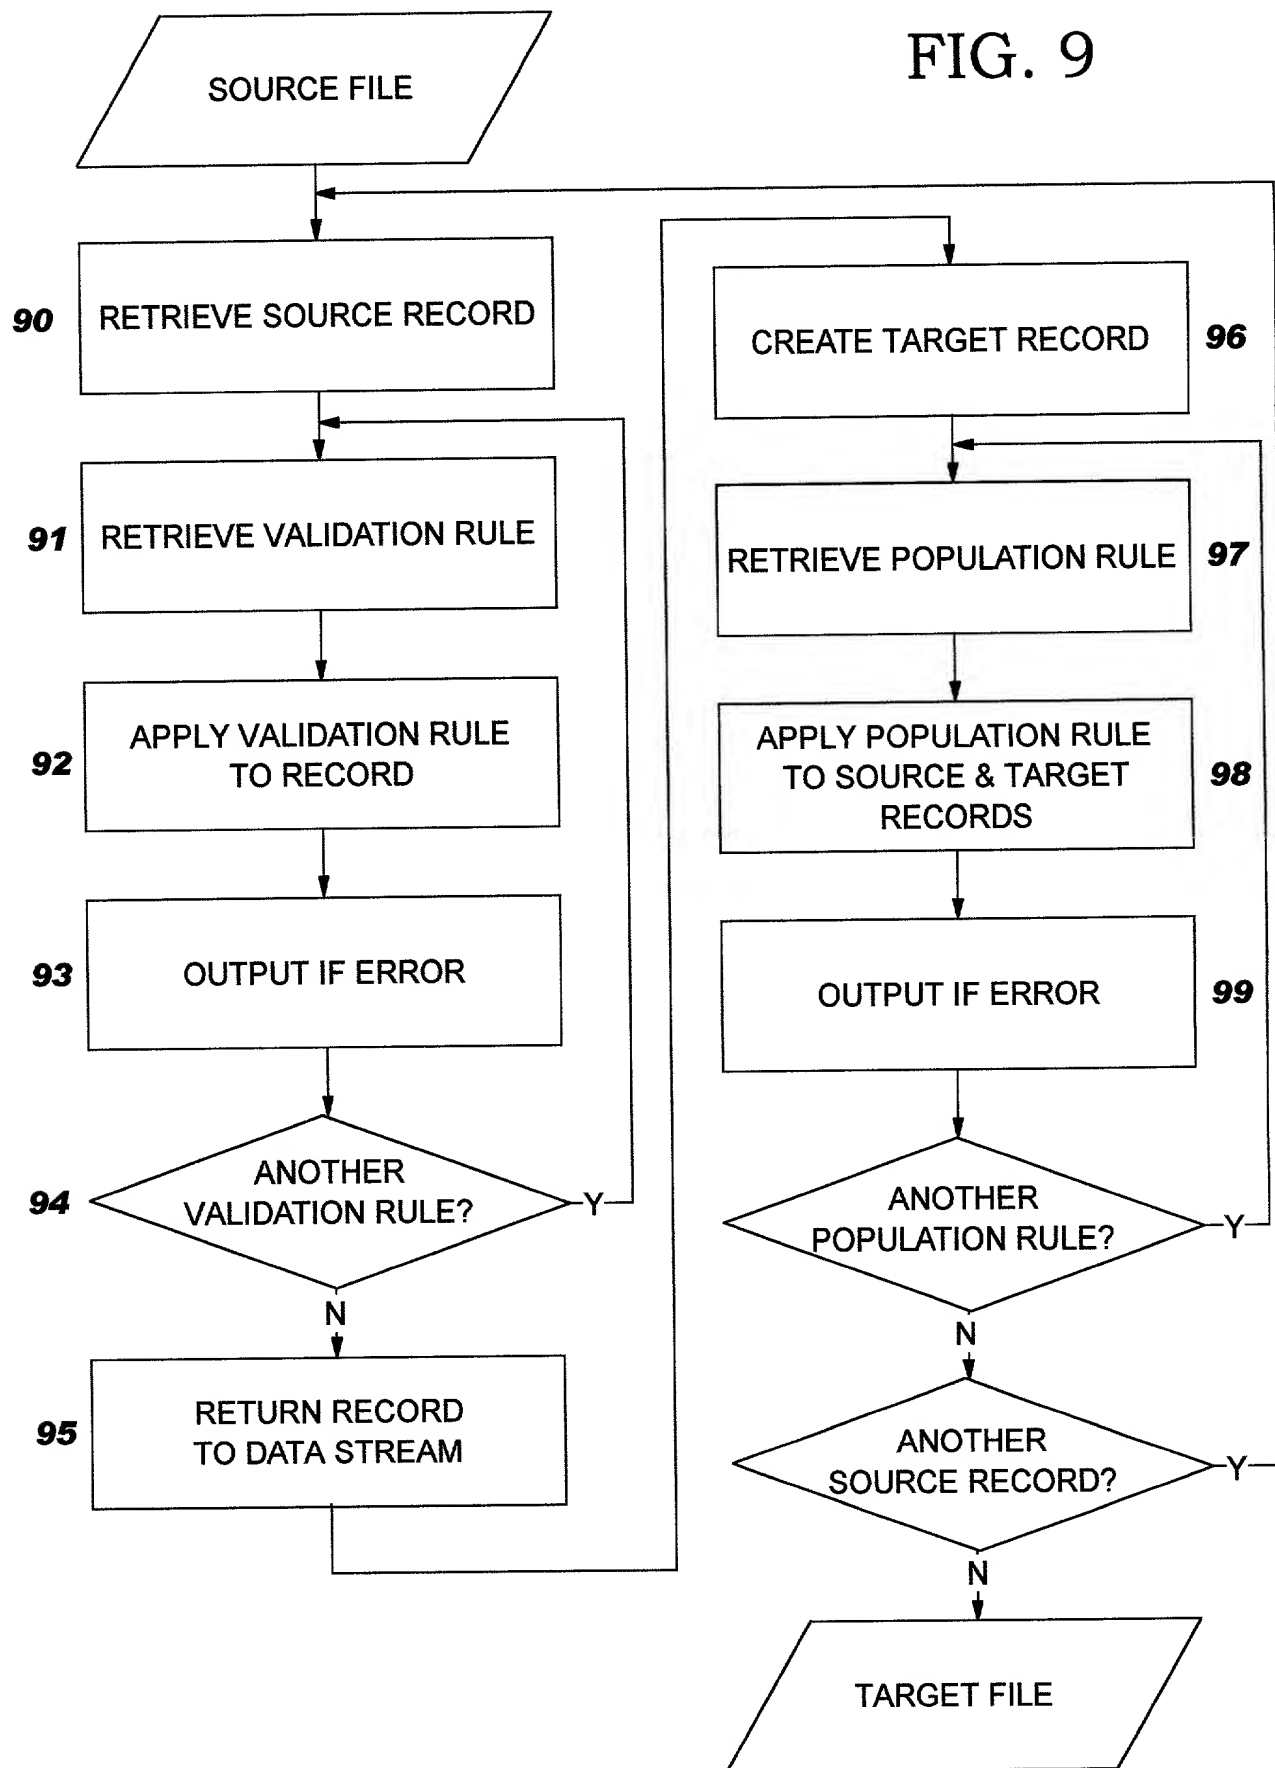 FIG. 9
SOURCE FILE
90
RETRIEVE SOURCE RECORD
91
RETRIEVE VALIDATION RULE
92
APPLY VALIDATION RULE
TO RECORD
93
OUTPUT IF ERROR
94
ANOTHER
VALIDATION RULE?
Y
N
95
RETURN RECORD
TO DATA STREAM
CREATE TARGET RECORD
96
RETRIEVE POPULATION RULE
97
APPLY POPULATION RULE
TO SOURCE & TARGET
RECORDS
98
OUTPUT IF ERROR
99
ANOTHER
POPULATION RULE?
Y
N
ANOTHER
SOURCE RECORD?
Y
N
TARGET FILE